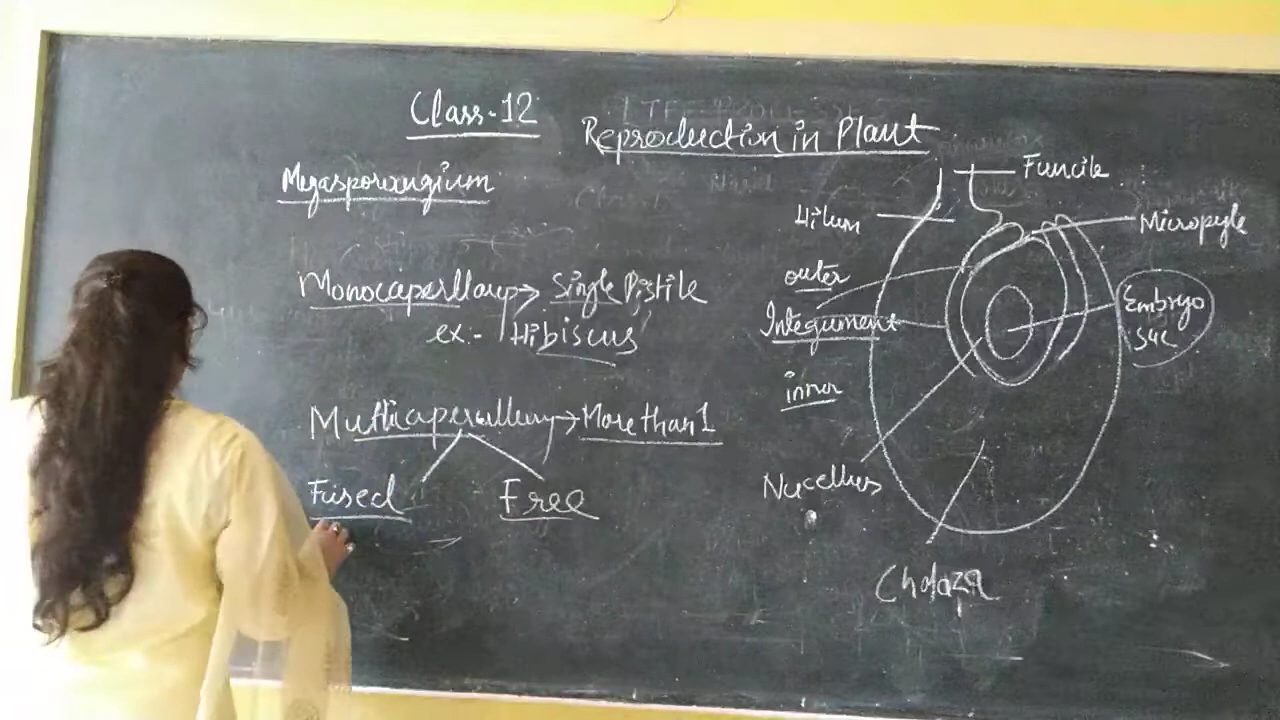 Class-12
Reproduction in Plant
Megasporangium
Monocaperllary → Single Pistile
ex:- Hibiscus
Multicaperallary → More than 1
Fused
Free
Funcile
Hilum
Micropyle
outer
Integument
inner
Embryo
sac
Nucellus
Chalaza